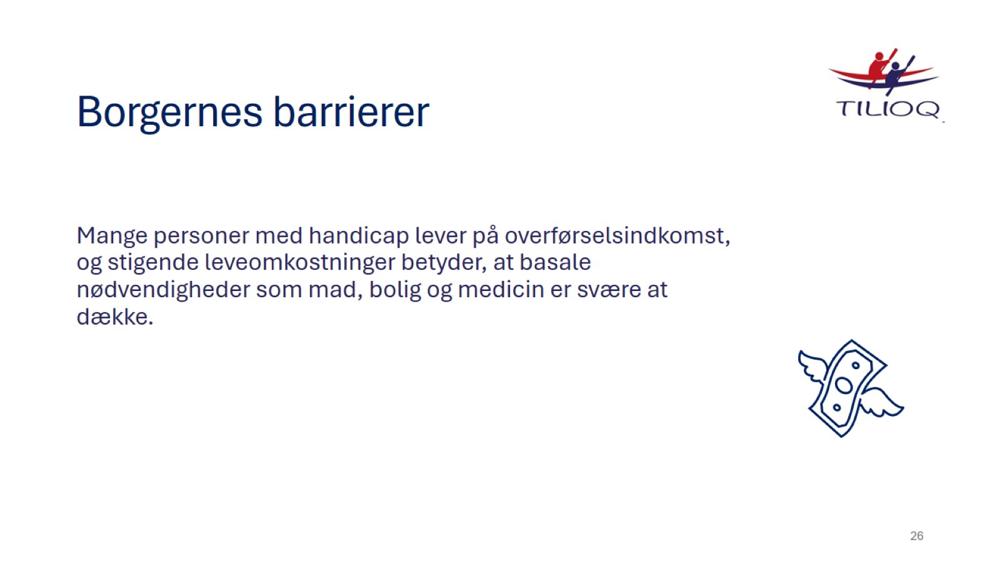 TILIOQ
Borgernes barrierer
Mange personer med handicap lever på overførselsindkomst,
og stigende leveomkostninger betyder, at basale
nødvendigheder som mad, bolig og medicin er svære at
dække.
26